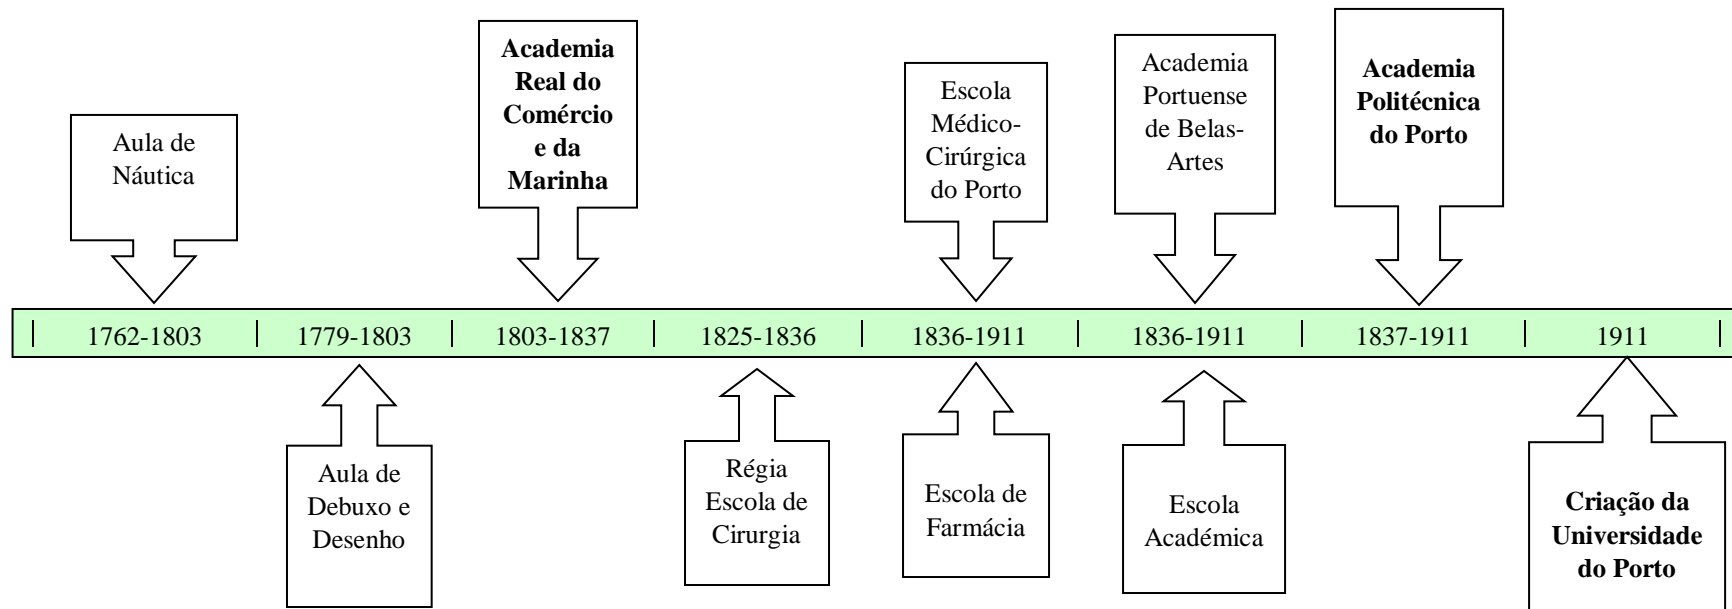 Aula de
Náutica
Academia
Real do
Comércio
e da
Marinha
Escola
Médico-
Cirúrgica
do Porto
Academia
Portuense
de Belas-
Artes
Academia
Politécnica
do Porto
1762-1803
1779-1803
1803-1837
1825-1836
1836-1911
1836-1911
1837-1911
1911
Aula de
Debuxo e
Desenho
Régia
Escola de
Cirurgia
Escola de
Farmácia
Escola
Académica
Criação da
Universidade
do Porto